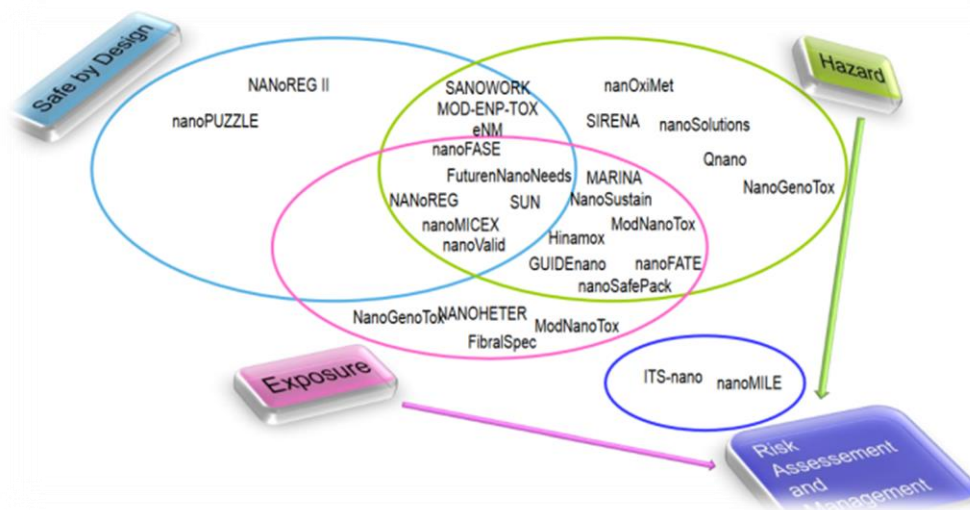 Safe by Design
Hazard
NANoREG II
nanoPUZZLE
SANOWORK
MOD-ENP-TOX
eNM
nanoFASE
FuturenNanoNeeds
NANoREG
SUN
nanoMICEX
nanoValid
nanOxiMet
SIRENA
nanoSolutions
Qnano
NanoGenoTox
MARINA
NanoSustain
ModNanoTox
Hinamox
GUIDEnano
nanoFATE
nanoSafePack
NanoGenoTox
NANOHETER
ModNanoTox
FibralSpec
Exposure
ITS-nano
nanoMILE
Risk
Assessement
and
Management